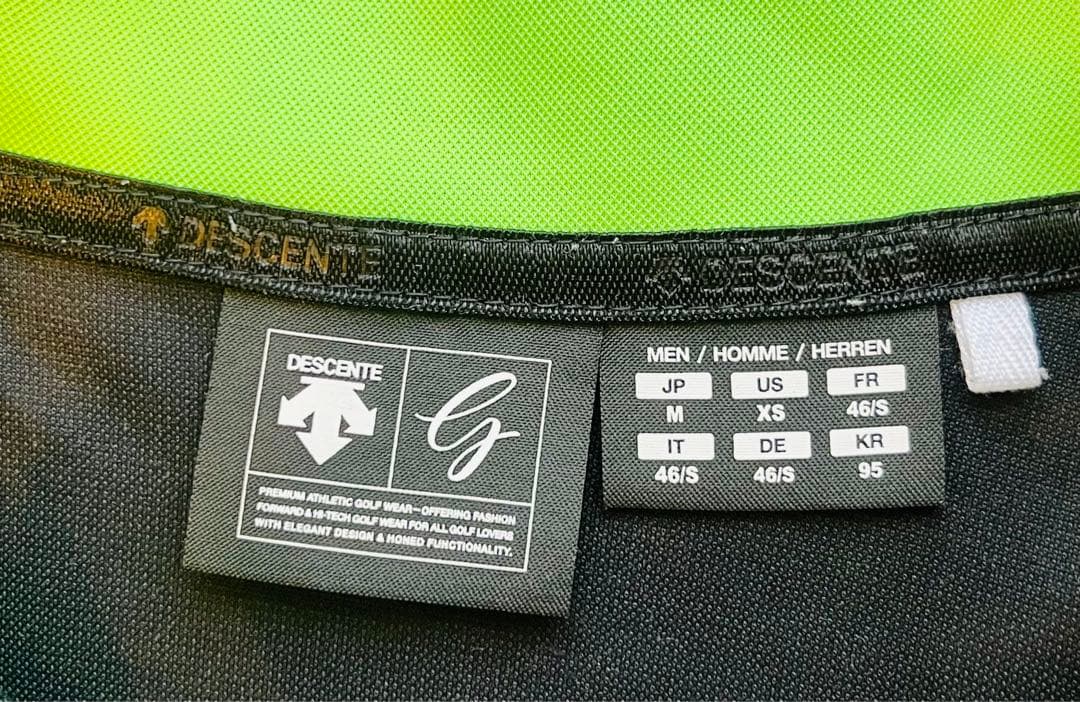 DESCENTE
DESCENTE
DESCENTE
G
PREMIUM ATHLETIC GOLF WEAR—OFFERING FASHION
FORWARD & HI-TECH GOLF WEAR FOR ALL GOLF LOVERS
WITH ELEGANT DESIGN & HONED FUNCTIONALITY.
MEN / HOMME / HERREN
JP US FR
M XS 46/S
IT DE KR
46/S 46/S 95